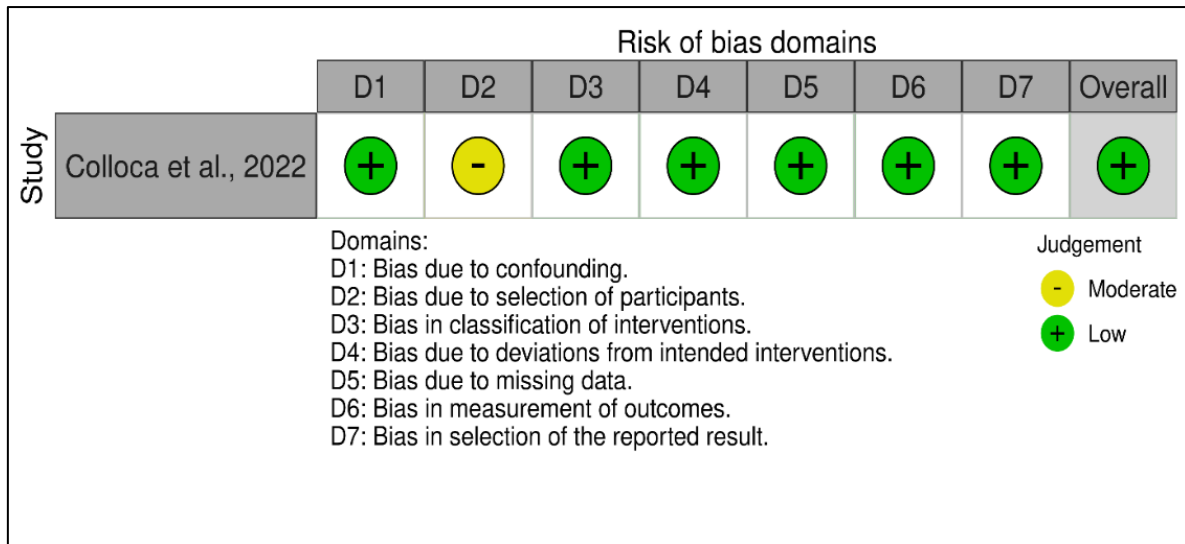 Risk of bias domains
D1 D2 D3 D4 D5 D6 D7 Overall
Study
Colloca et al., 2022 + - + + + + + +
Domains:
D1: Bias due to confounding.
D2: Bias due to selection of participants.
D3: Bias in classification of interventions.
D4: Bias due to deviations from intended interventions.
D5: Bias due to missing data.
D6: Bias in measurement of outcomes.
D7: Bias in selection of the reported result.
Judgement
- Moderate
+ Low